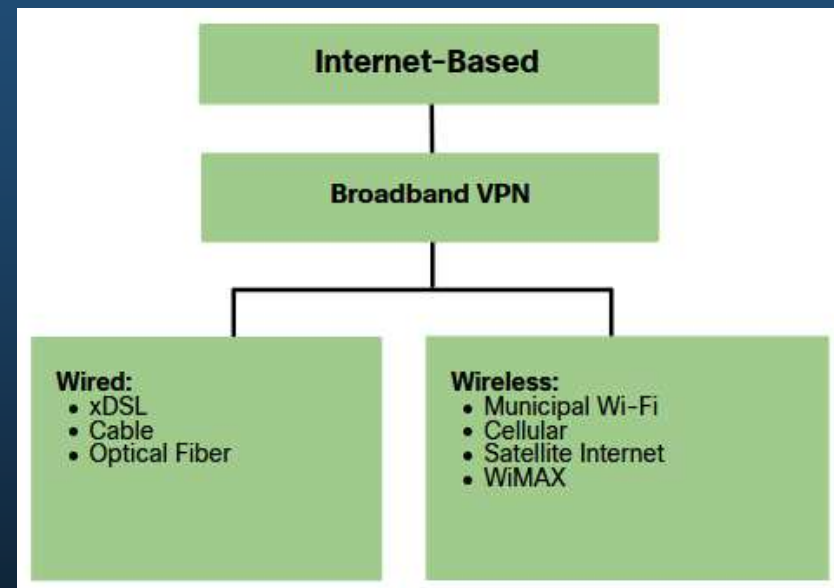 Internet-Based
Broadband VPN
Wired:
• xDSL
• Cable
• Optical Fiber
Wireless:
• Municipal Wi-Fi
• Cellular
• Satellite Internet
• WiMAX